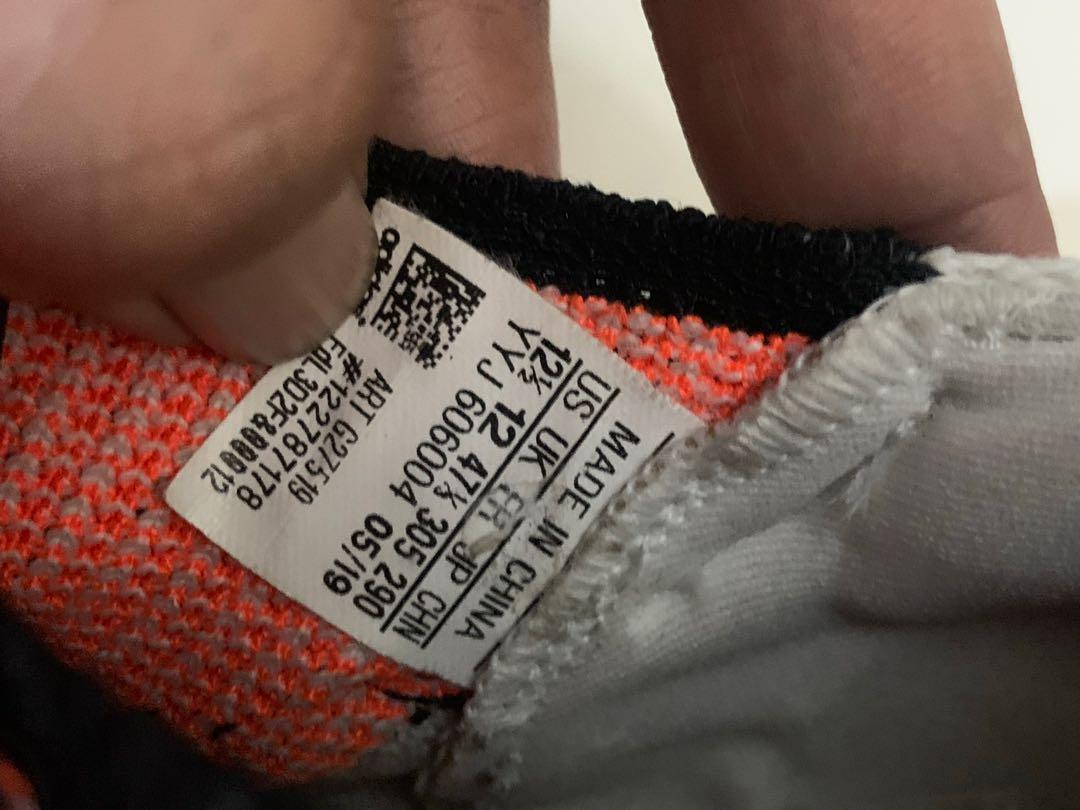 MADE IN CHINA
US UK FR JP CHN
12½ 12 47⅓ 305 290
YYJ 606004 05/19
ART G27519
#122787178
adidas